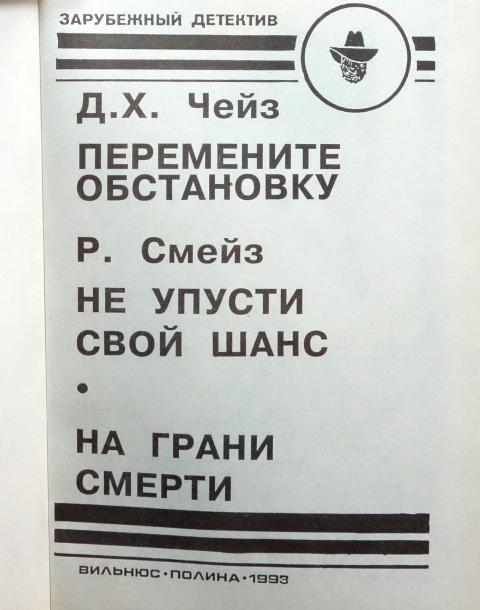 ЗАРУБЕЖНЫЙ ДЕТЕКТИВ
Д.Х. Чейз
ПЕРЕМЕНИТЕ
ОБСТАНОВКУ
Р. Смейз
НЕ УПУСТИ
СВОЙ ШАНС
•
НА ГРАНИ
СМЕРТИ
ВИЛЬНЮС•ПОЛИНА•1993